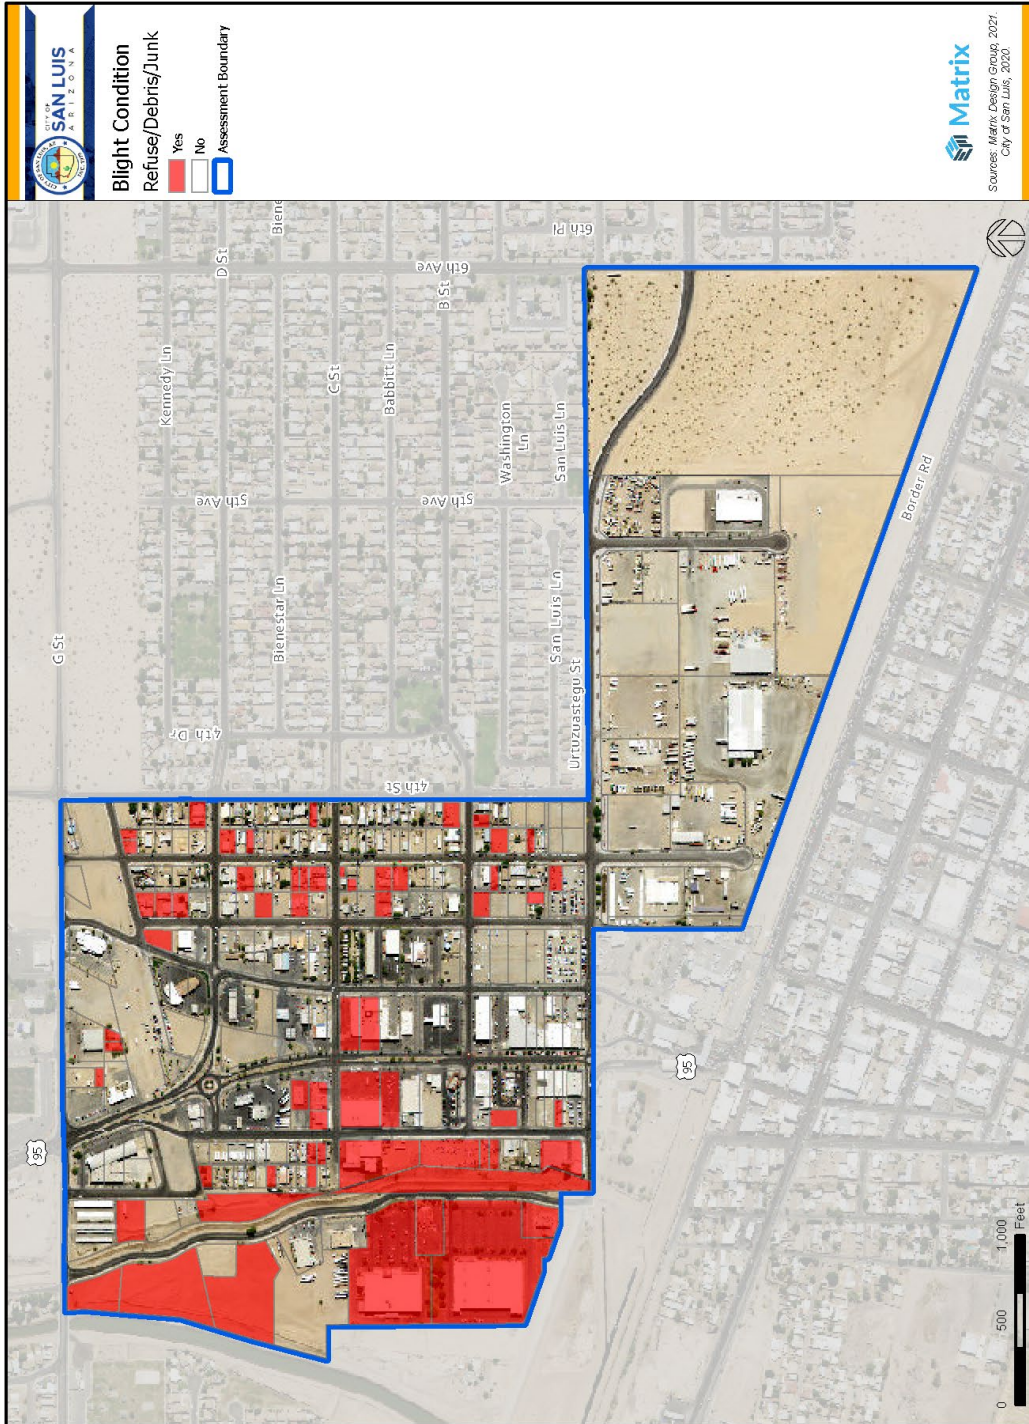 CITY OF
SAN LUIS
ARIZONA
Blight Condition
Refuse/Debris/Junk
Yes
No
Assessment Boundary
Matrix
Sources: Matrix Design Group, 2021.
City of San Luis, 2020.
G St
Kennedy Ln
D St
Biene
Bienestar Ln
C St
Babbitt Ln
B St
Washington
Ln
San Luis Ln
San Luis Ln
Urtuzuastegui St
4th Dr
4th St
5th Ave
5th Ave
6th Ave
6th Pl
Border Rd
95
95
0
500
1,000
Feet